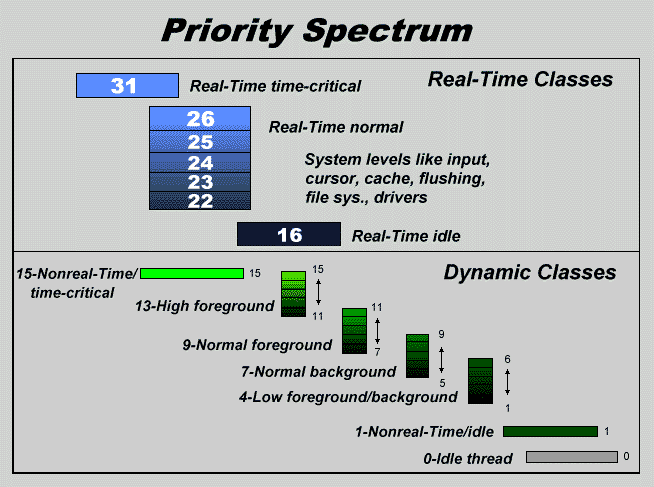 Priority Spectrum
Real-Time Classes
31
Real-Time time-critical
26
Real-Time normal
25
24
System levels like input,
cursor, cache, flushing,
file sys., drivers
23
22
16
Real-Time idle
Dynamic Classes
15-Nonreal-Time/
time-critical
15
15
13-High foreground
11
11
9-Normal foreground
7
9
7-Normal background
5
6
4-Low foreground/background
1
1-Nonreal-Time/idle
1
0-Idle thread
0